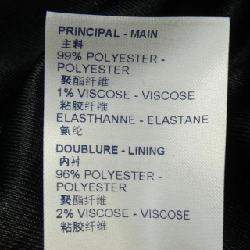 PRINCIPAL - MAIN
主料
99% POLYESTER -
POLYESTER
聚酯纤维
1% VISCOSE - VISCOSE
粘胶纤维
ELASTHANNE - ELASTANE
氨纶
DOUBLURE - LINING
内衬
96% POLYESTER -
POLYESTER
聚酯纤维
2% VISCOSE - VISCOSE
粘胶纤维